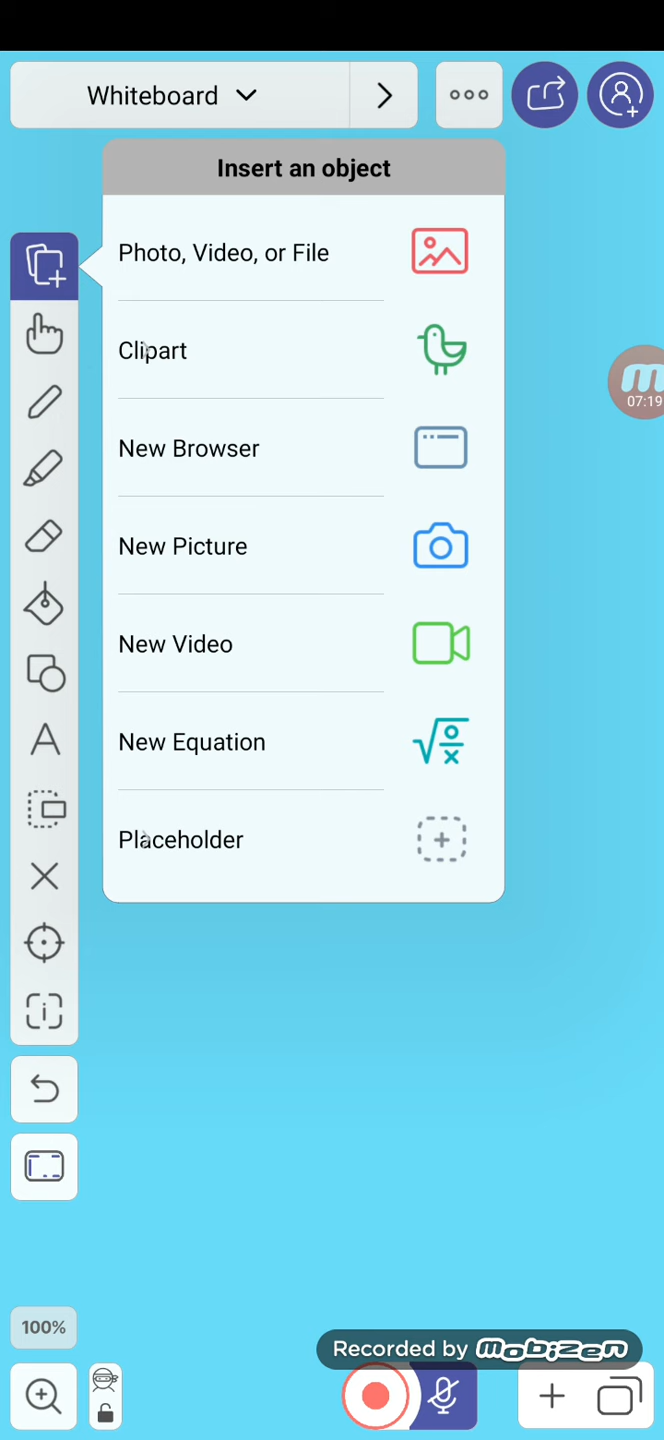 Whiteboard
Insert an object
Photo, Video, or File
Clipart
New Browser
New Picture
New Video
New Equation
Placeholder
A
m
07:19
100%
Recorded by mobizen